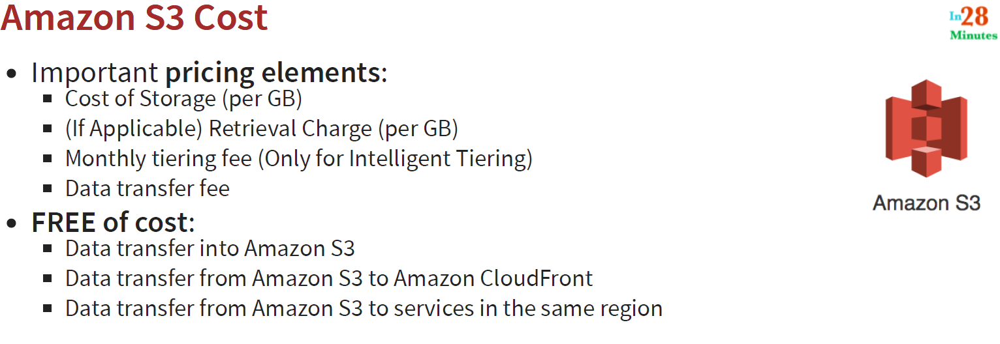 Amazon S3 Cost
In28
Minutes
• Important pricing elements:
▪ Cost of Storage (per GB)
▪ (If Applicable) Retrieval Charge (per GB)
▪ Monthly tiering fee (Only for Intelligent Tiering)
▪ Data transfer fee
• FREE of cost:
▪ Data transfer into Amazon S3
▪ Data transfer from Amazon S3 to Amazon CloudFront
▪ Data transfer from Amazon S3 to services in the same region
Amazon S3